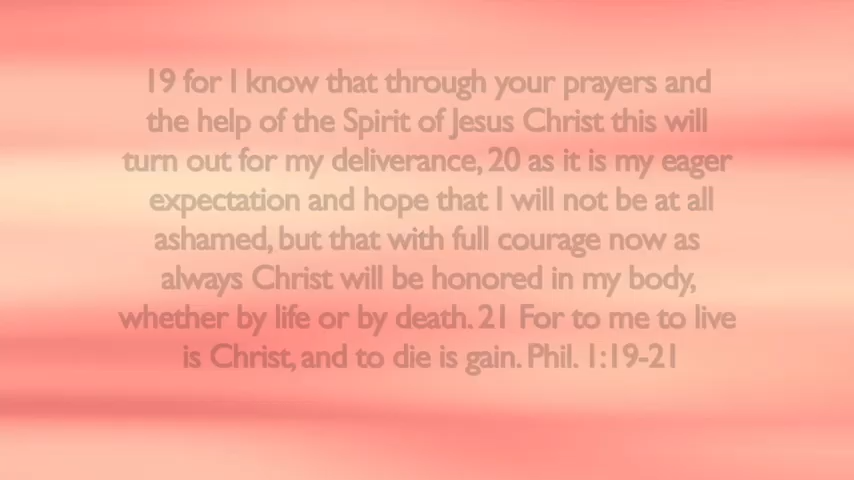 19 for I know that through your prayers and
the help of the Spirit of Jesus Christ this will
turn out for my deliverance, 20 as it is my eager
expectation and hope that I will not be at all
ashamed, but that with full courage now as
always Christ will be honored in my body,
whether by life or by death. 21 For to me to live
is Christ, and to die is gain. Phil. 1:19-21